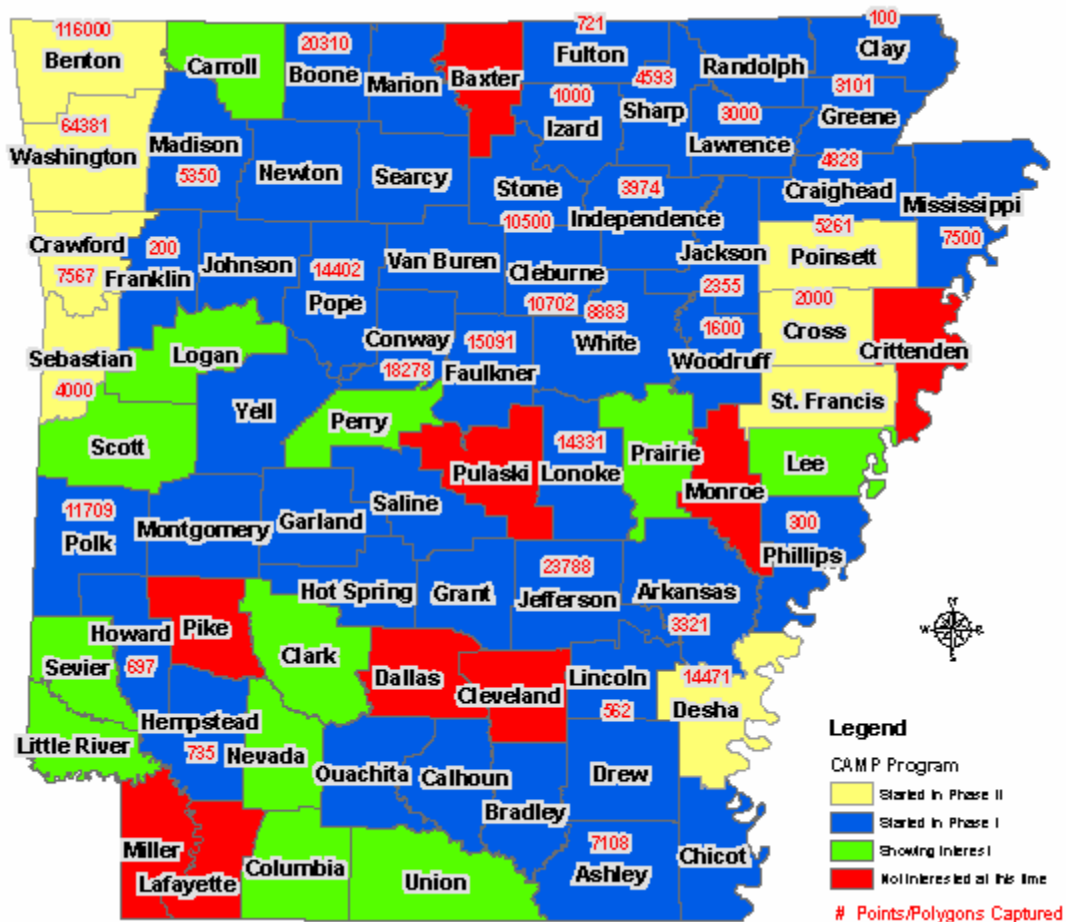 116000
Benton
Carroll
20310
Boone
Marion
Baxter
721
Fulton
4593
Sharp
Randolph
100
Clay
1000
Izard
3000
Lawrence
3101
Greene
64381
Washington
Madison
5350
Newton
Searcy
Stone
10500
3974
Independence
4828
Craighead
Mississippi
7500
Crawford
7567
200
Franklin
Johnson
14402
Pope
Van Buren
Cleburne
10702
8883
White
Jackson
2355
5261
Poinsett
Sebastian
4000
Logan
Conway
18278
15091
Faulkner
1600
Woodruff
2000
Cross
Crittenden
Scott
Yell
Perry
Pulaski
14331
Lonoke
Prairie
Monroe
St. Francis
Lee
11709
Polk
Montgomery
Garland
Saline
300
Phillips
Hot Spring
Grant
23788
Jefferson
Arkansas
3321
Howard
697
Pike
Clark
Dallas
Cleveland
Lincoln
562
14471
Desha
Sevier
Little River
Hempstead
735
Nevada
Ouachita
Calhoun
Bradley
Drew
Miller
Lafayette
Columbia
Union
7108
Ashley
Chicot
W E
S
Legend
CAMP Program
Started in Phase II
Started in Phase I
Showing Interest
Not Interested at this time
# Points/Polygons Captured